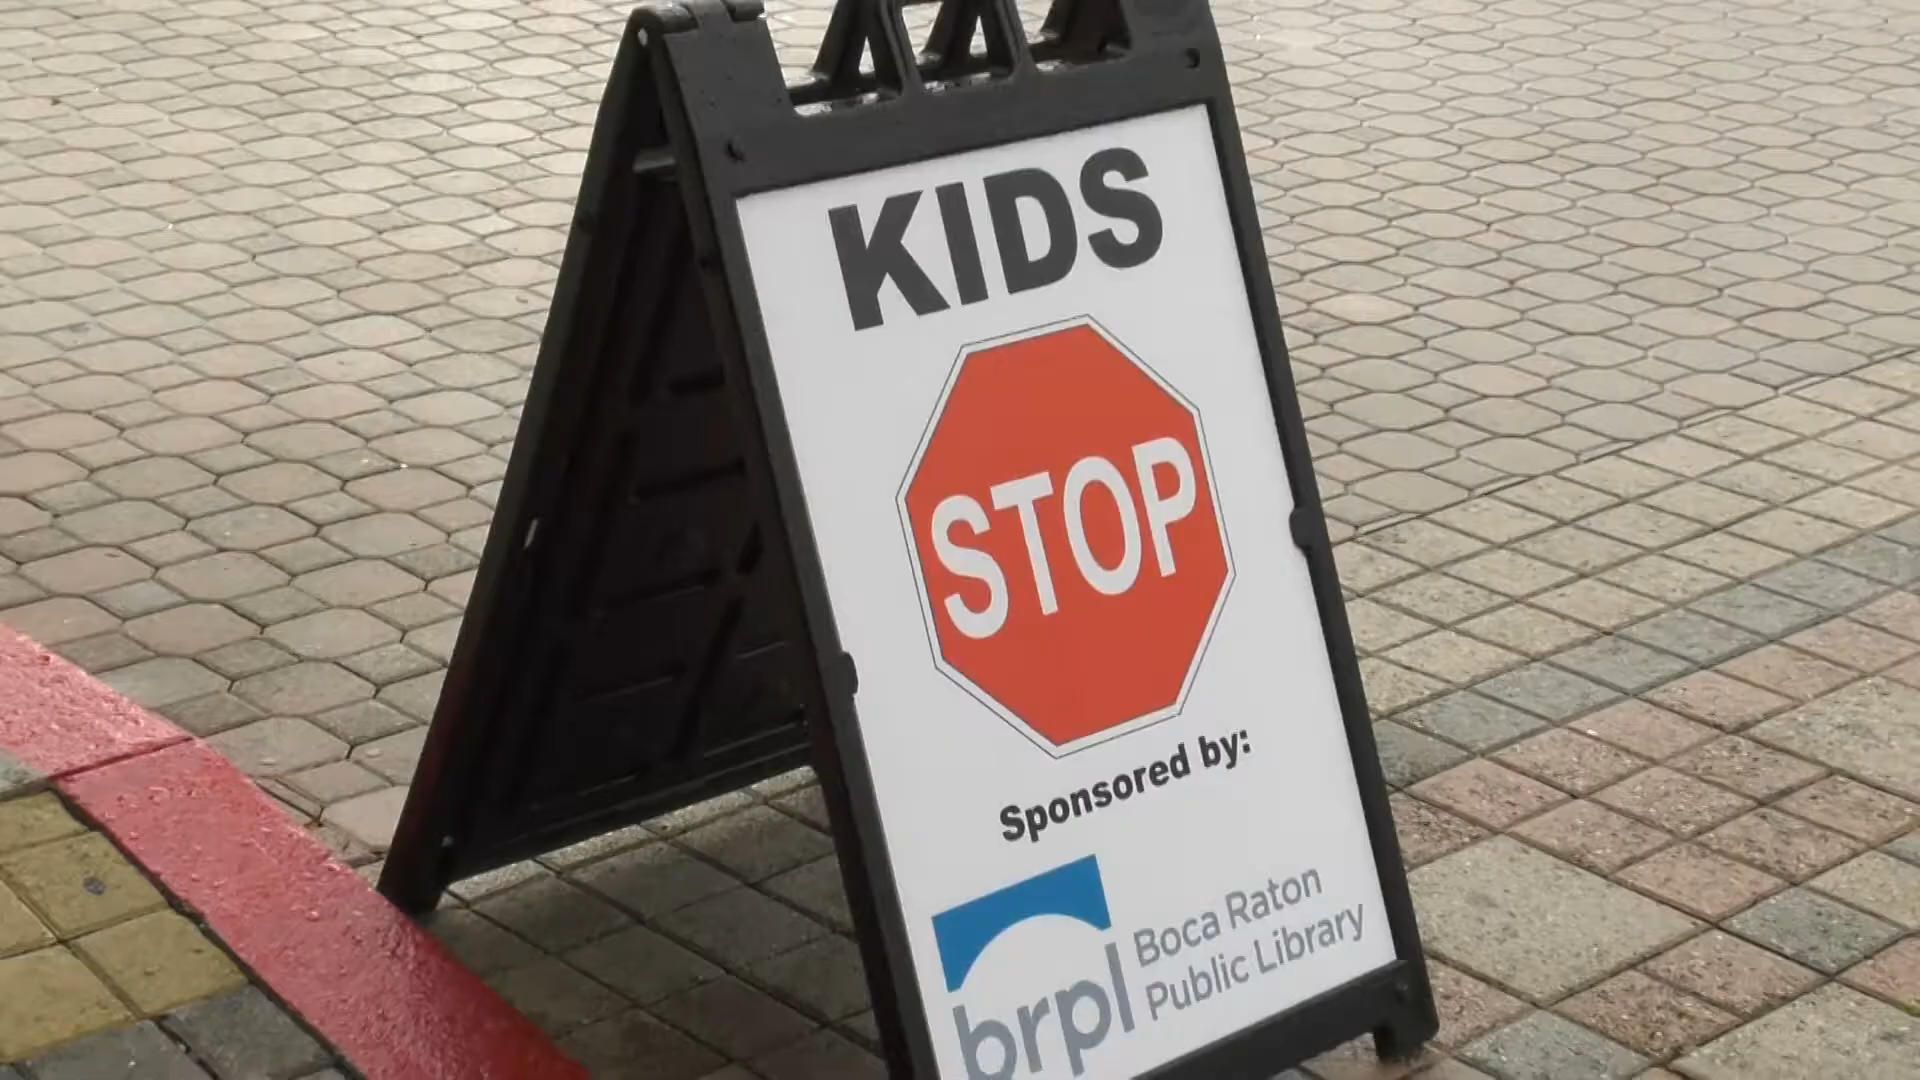 KIDS
STOP
Sponsored by:
brpl
Boca Raton
Public Library